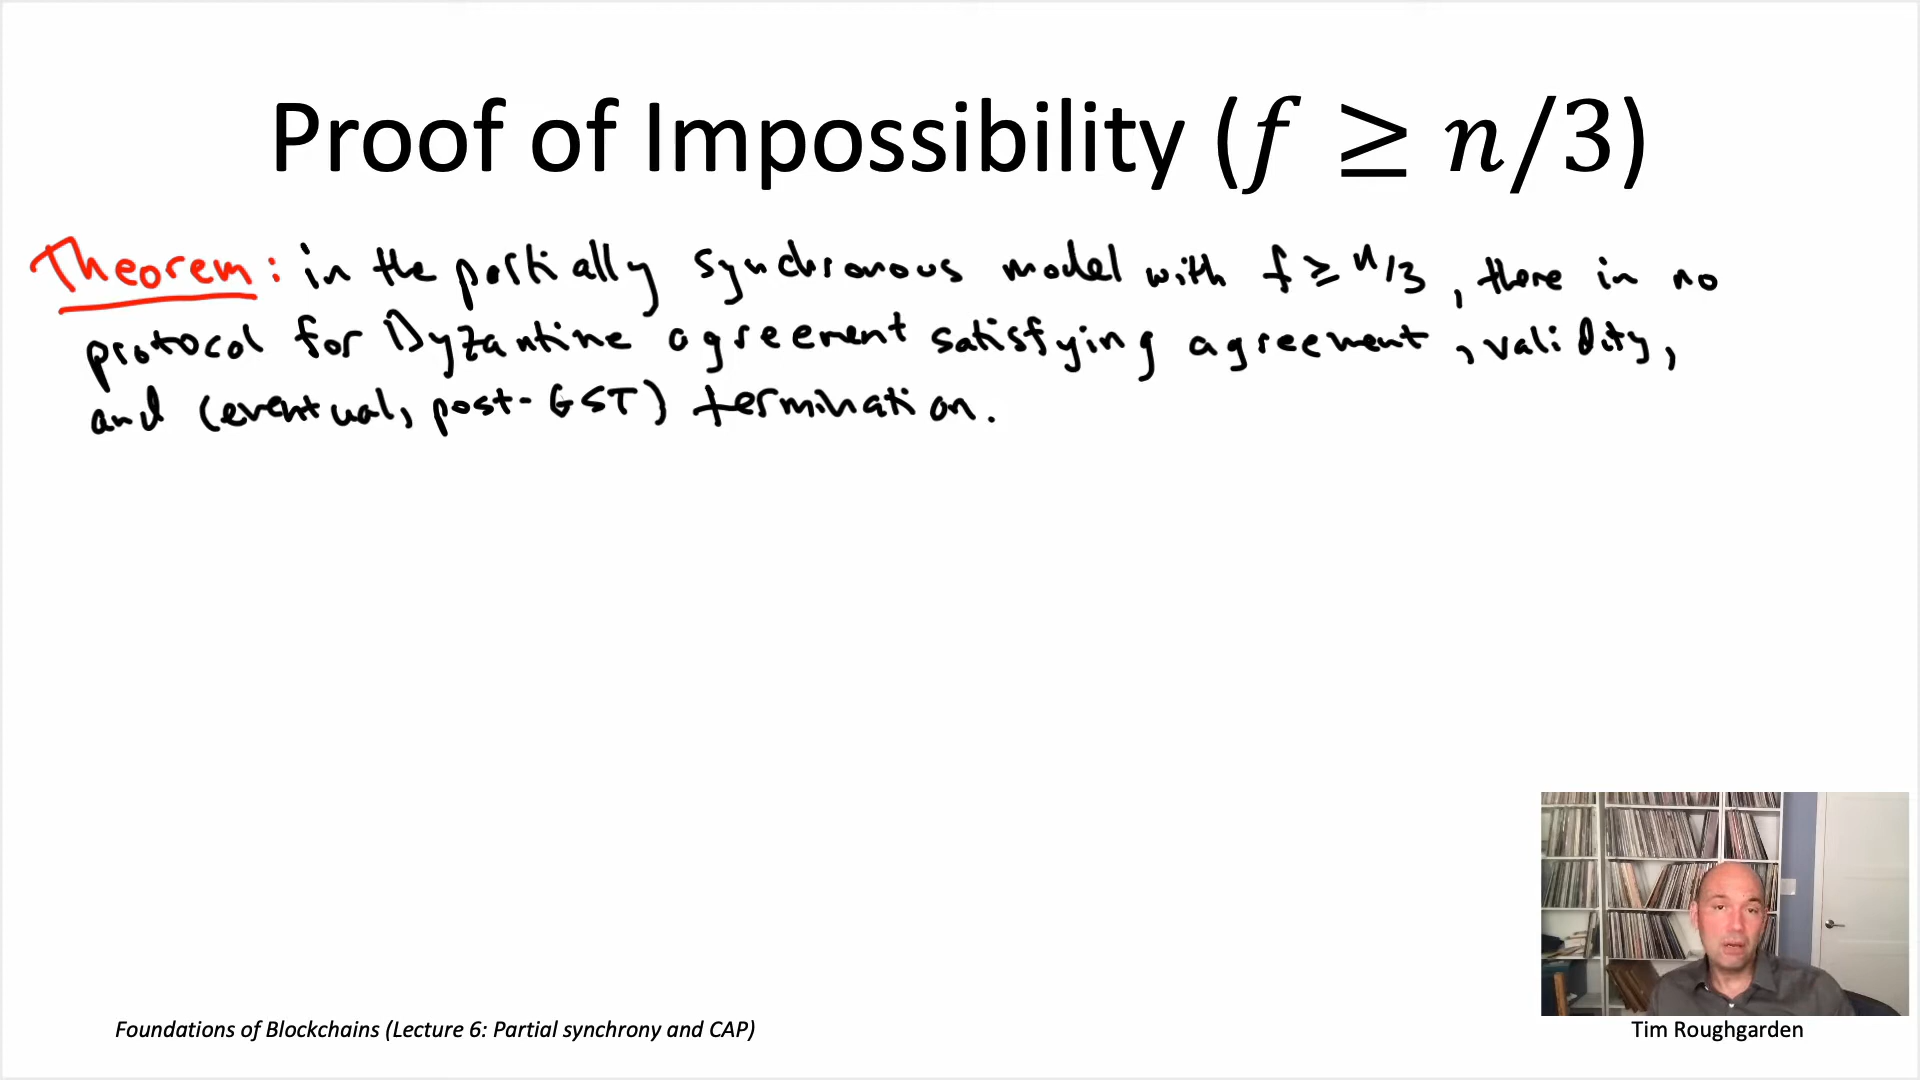 Proof of Impossibility (f ≥ n/3)
Theorem: in the partially synchronous model with f ≥ n/3, there is no
protocol for Byzantine agreement satisfying agreement, validity,
and (eventual, post-GST) termination.
Foundations of Blockchains (Lecture 6: Partial synchrony and CAP)
Tim Roughgarden